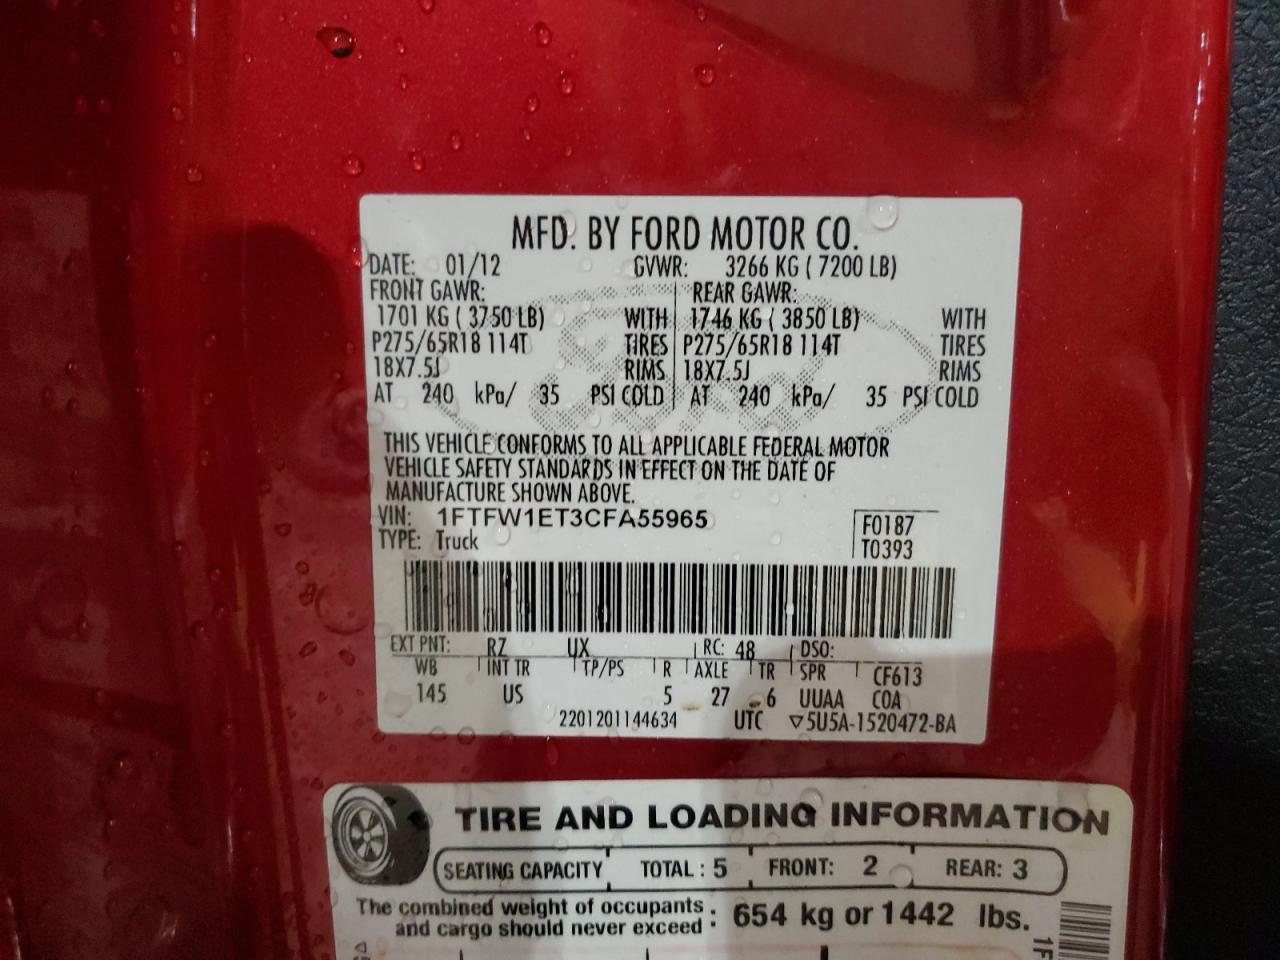 MFD. BY FORD MOTOR CO.
DATE: 01/12 GVWR: 3266 KG ( 7200 LB)
FRONT GAWR: REAR GAWR:
1701 KG ( 3750 LB) WITH 1746 KG ( 3850 LB) WITH
P275/65R18 114T TIRES P275/65R18 114T TIRES
18X7.5J RIMS 18X7.5J RIMS
AT 240 kPa/ 35 PSI COLD AT 240 kPa/ 35 PSI COLD
THIS VEHICLE CONFORMS TO ALL APPLICABLE FEDERAL MOTOR
VEHICLE SAFETY STANDARDS IN EFFECT ON THE DATE OF
MANUFACTURE SHOWN ABOVE.
VIN: 1FTFW1ET3CFA55965 F0187
TYPE: Truck T0393
EXT PNT: RZ UX RC: 48 DSO:
WB INT TR TP/PS R AXLE TR SPR CF613
145 US 5 27 6 UUAA COA
2201201144634 UTC ▽5U5A-1520472-BA
TIRE AND LOADING INFORMATION
SEATING CAPACITY TOTAL : 5 FRONT: 2 REAR: 3
The combined weight of occupants
and cargo should never exceed : 654 kg or 1442 lbs.
1F